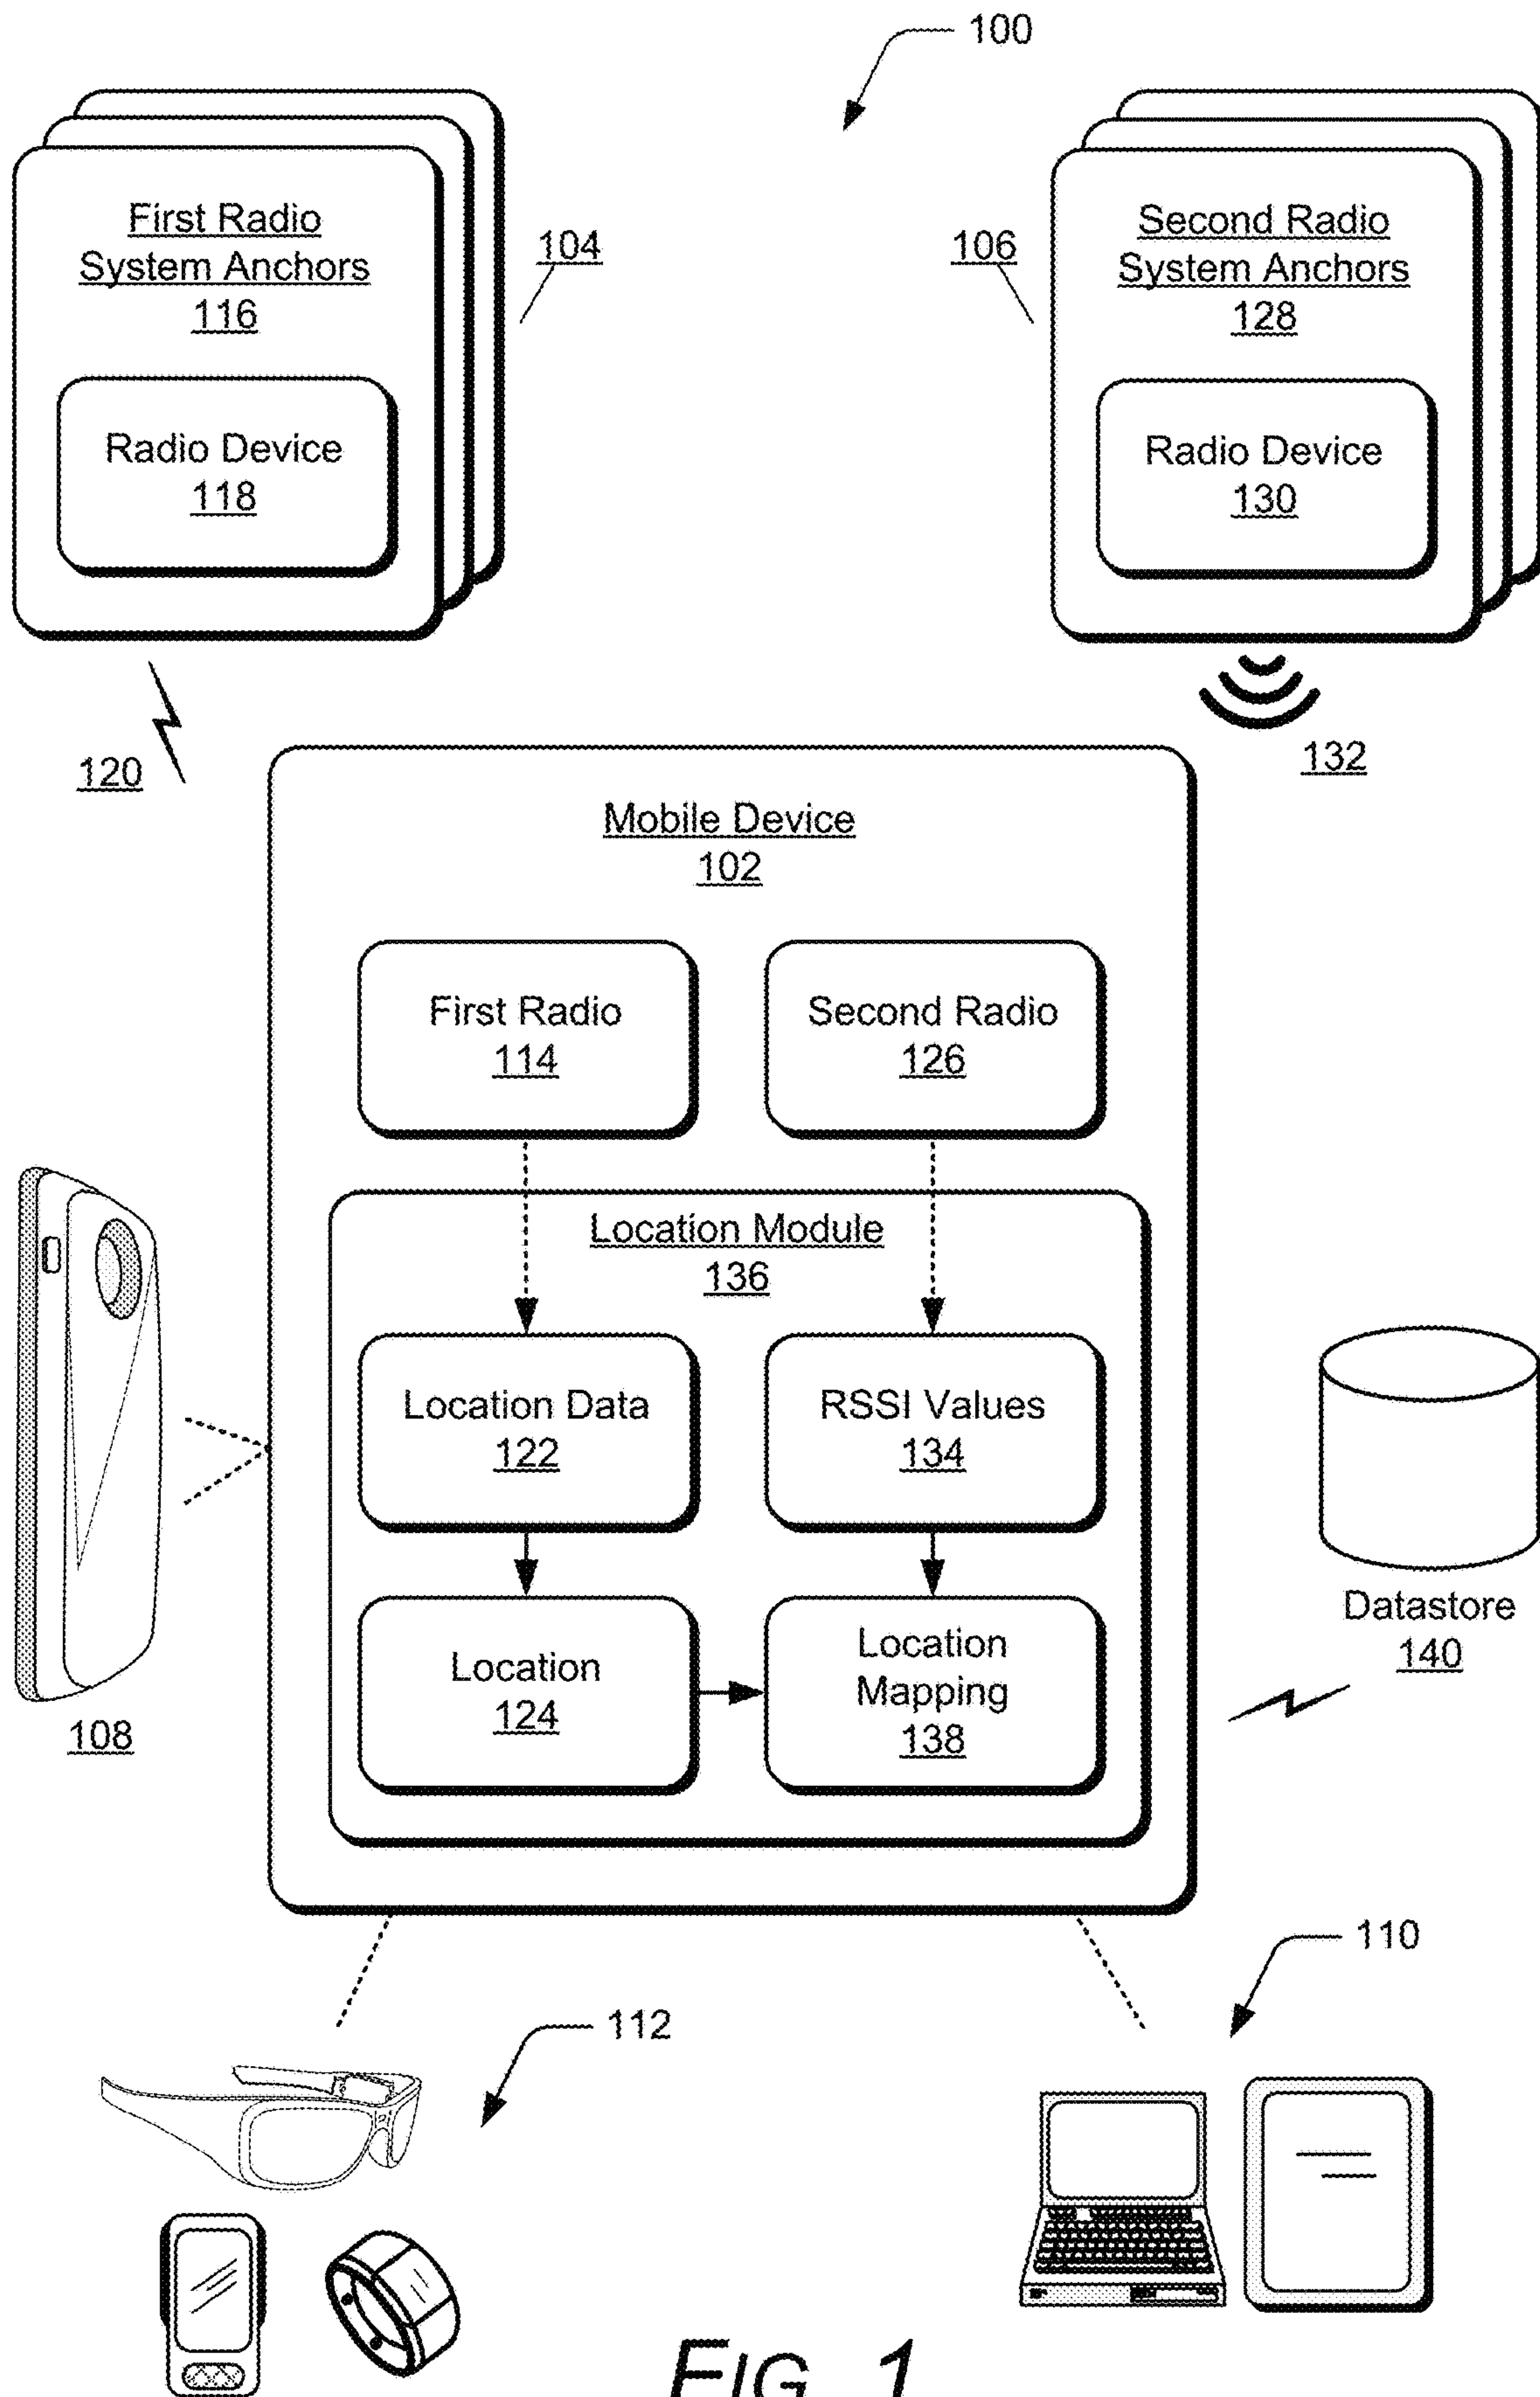 100
First Radio
System Anchors
116
Radio Device
118
104
106
Second Radio
System Anchors
128
Radio Device
130
120
132
Mobile Device
102
First Radio
114
Second Radio
126
Location Module
136
Location Data
122
RSSI Values
134
Location
124
Location
Mapping
138
108
Datastore
140
112
110
FIG. 1